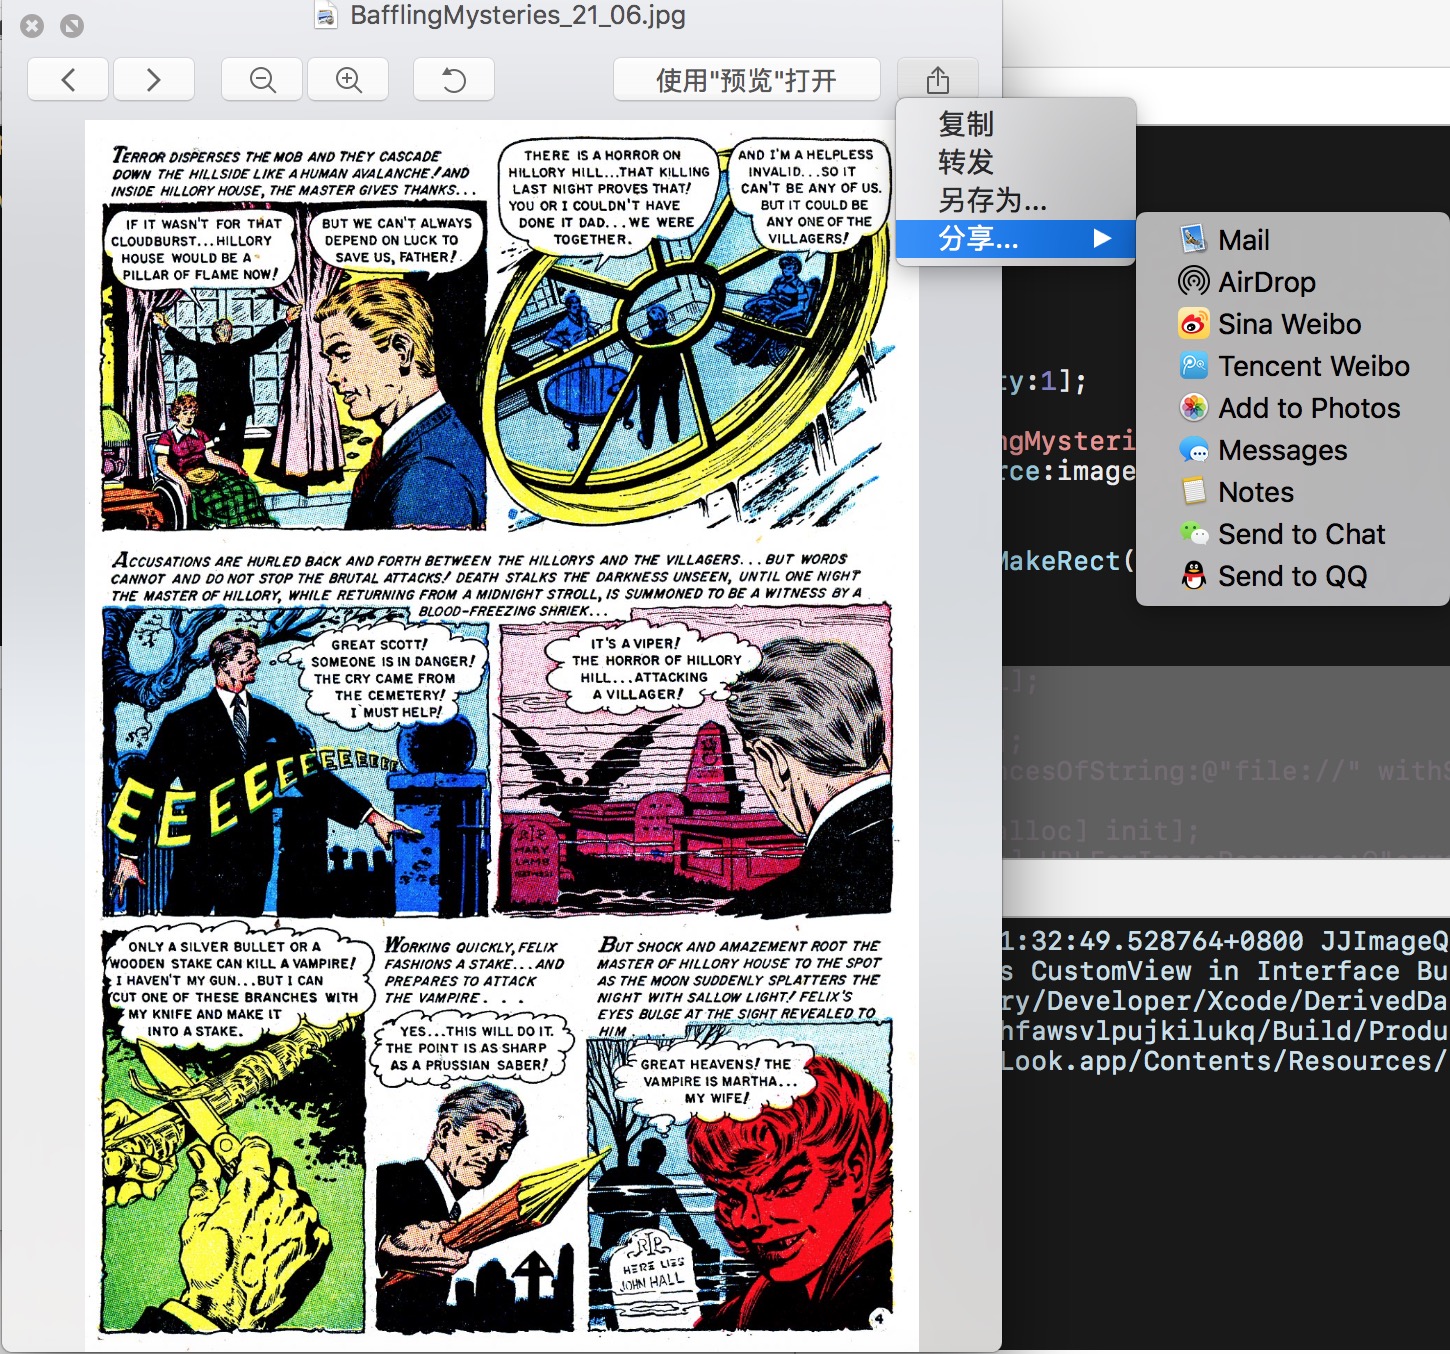 BafflingMysteries_21_06.jpg
使用"预览"打开
复制
转发
另存为...
分享...
Mail
AirDrop
Sina Weibo
Tencent Weibo
Add to Photos
Messages
Notes
Send to Chat
Send to QQ
TERROR DISPERSES THE MOB AND THEY CASCADE
DOWN THE HILLSIDE LIKE A HUMAN AVALANCHE! AND
INSIDE HILLORY HOUSE, THE MASTER GIVES THANKS...
IF IT WASN'T FOR THAT
CLOUDBURST...HILLORY
HOUSE WOULD BE A
PILLAR OF FLAME NOW!
BUT WE CAN'T ALWAYS
DEPEND ON LUCK TO
SAVE US, FATHER!
THERE IS A HORROR ON
HILLORY HILL...THAT KILLING
LAST NIGHT PROVES THAT!
YOU OR I COULDN'T HAVE
DONE IT DAD...WE WERE
TOGETHER.
AND I'M A HELPLESS
INVALID...SO IT
CAN'T BE ANY OF US.
BUT IT COULD BE
ANY ONE OF THE
VILLAGERS!
ACCUSATIONS ARE HURLED BACK AND FORTH BETWEEN THE HILLORYS AND THE VILLAGERS...BUT WORDS
CANNOT AND DO NOT STOP THE BRUTAL ATTACKS! DEATH STALKS THE DARKNESS UNSEEN, UNTIL ONE NIGHT
THE MASTER OF HILLORY, WHILE RETURNING FROM A MIDNIGHT STROLL, IS SUMMONED TO BE A WITNESS BY A
BLOOD-FREEZING SHRIEK...
GREAT SCOTT!
SOMEONE IS IN DANGER!
THE CRY CAME FROM
THE CEMETERY!
I MUST HELP!
EEEEEEEEEEEEE
IT'S A VIPER!
THE HORROR OF HILLORY
HILL...ATTACKING
A VILLAGER!
RIP
MARY
LAMB
ONLY A SILVER BULLET OR A
WOODEN STAKE CAN KILL A VAMPIRE!
I HAVEN'T MY GUN...BUT I CAN
CUT ONE OF THESE BRANCHES WITH
MY KNIFE AND MAKE IT
INTO A STAKE.
WORKING QUICKLY, FELIX
FASHIONS A STAKE...AND
PREPARES TO ATTACK
THE VAMPIRE . . .
YES...THIS WILL DO IT.
THE POINT IS AS SHARP
AS A PRUSSIAN SABER!
BUT SHOCK AND AMAZEMENT ROOT THE
MASTER OF HILLORY HOUSE TO THE SPOT
AS THE MOON SUDDENLY SPLATTERS THE
NIGHT WITH SALLOW LIGHT! FELIX'S
EYES BULGE AT THE SIGHT REVEALED TO
HIM
GREAT HEAVENS! THE
VAMPIRE IS MARTHA...
MY WIFE!
RIP
HERE LIES
JOHN HALL
4
ty:1];
ngMysteri
rce:image
MakeRect(
];
;
ncesOfString:@"file://" withS
lloc] init];
1:32:49.528764+0800 JJImageQ
s CustomView in Interface Bu
ry/Developer/Xcode/DerivedDa
hfawsvlpujkilukq/Build/Produ
Look.app/Contents/Resources/